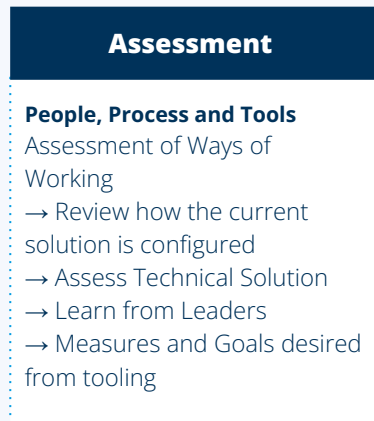 Assessment
People, Process and Tools
Assessment of Ways of
Working
→ Review how the current
solution is configured
→ Assess Technical Solution
→ Learn from Leaders
→ Measures and Goals desired
from tooling